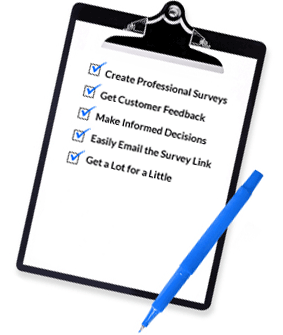 Create Professional Surveys
Get Customer Feedback
Make Informed Decisions
Easily Email the Survey Link
Get a Lot for a Little